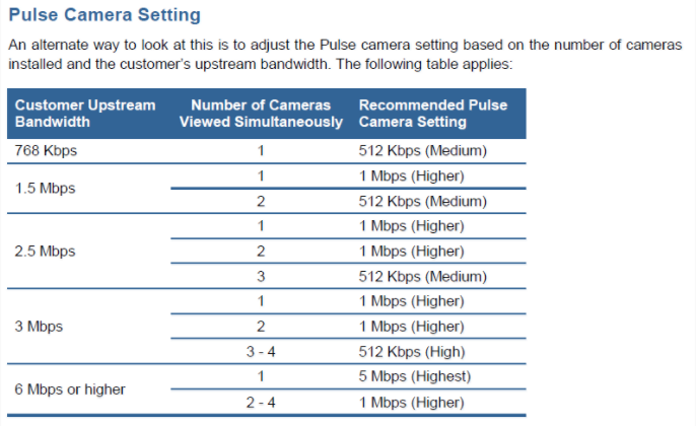 Pulse Camera Setting
An alternate way to look at this is to adjust the Pulse camera setting based on the number of cameras
installed and the customer's upstream bandwidth. The following table applies:
Customer Upstream Bandwidth Number of Cameras Viewed Simultaneously Recommended Pulse Camera Setting
768 Kbps 1 512 Kbps (Medium)
1.5 Mbps 1 1 Mbps (Higher)
2 512 Kbps (Medium)
2.5 Mbps 1 1 Mbps (Higher)
2 1 Mbps (Higher)
3 512 Kbps (Medium)
3 Mbps 1 1 Mbps (Higher)
2 1 Mbps (Higher)
3 - 4 512 Kbps (High)
6 Mbps or higher 1 5 Mbps (Highest)
2 - 4 1 Mbps (Higher)